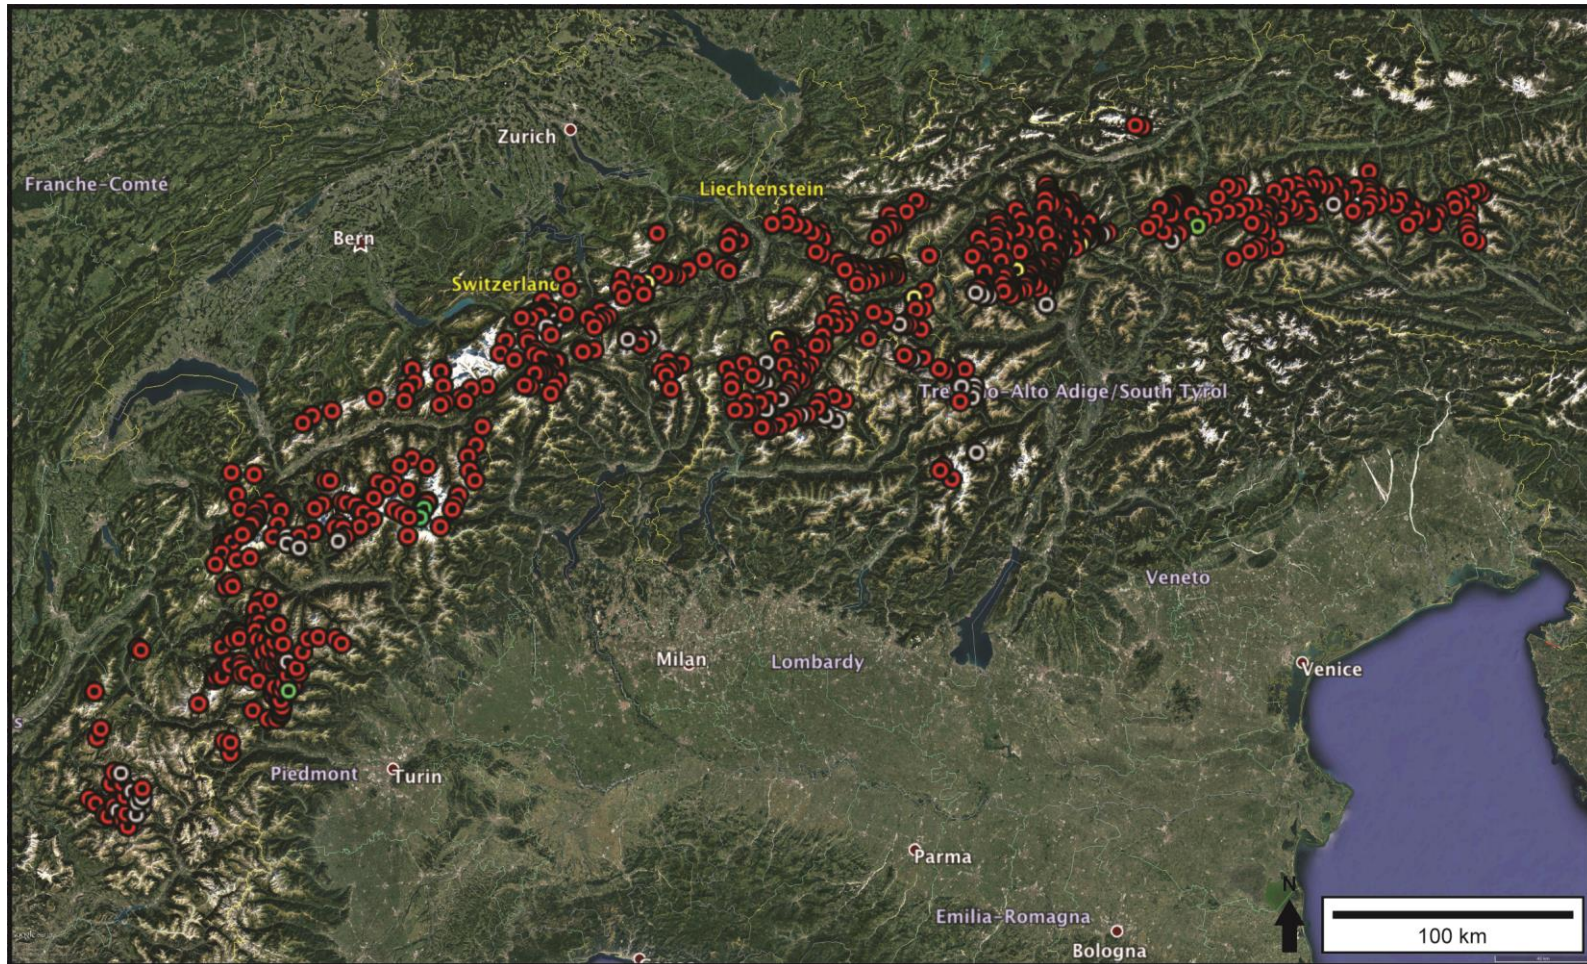 Zurich
Franche-Comté
Liechtenstein
Bern
Switzerland
Tre o-Alto Adige/South Tyrol
Veneto
Milan
Lombardy
Venice
s
Piedmont
Turin
Parma
N
Emilia-Romagna
100 km
Bologna